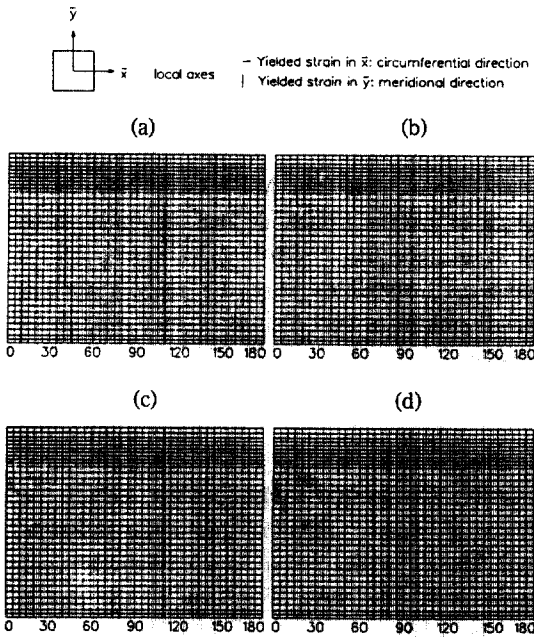 ȳ
x̄ local axes
– Yielded strain in x̄: circumferential direction
| Yielded strain in ȳ: meridional direction
(a) (b)
0 30 60 90 120 150 180 0 30 60 90 120 150 180
(c) (d)
0 30 60 90 120 150 180 0 30 60 90 120 150 180